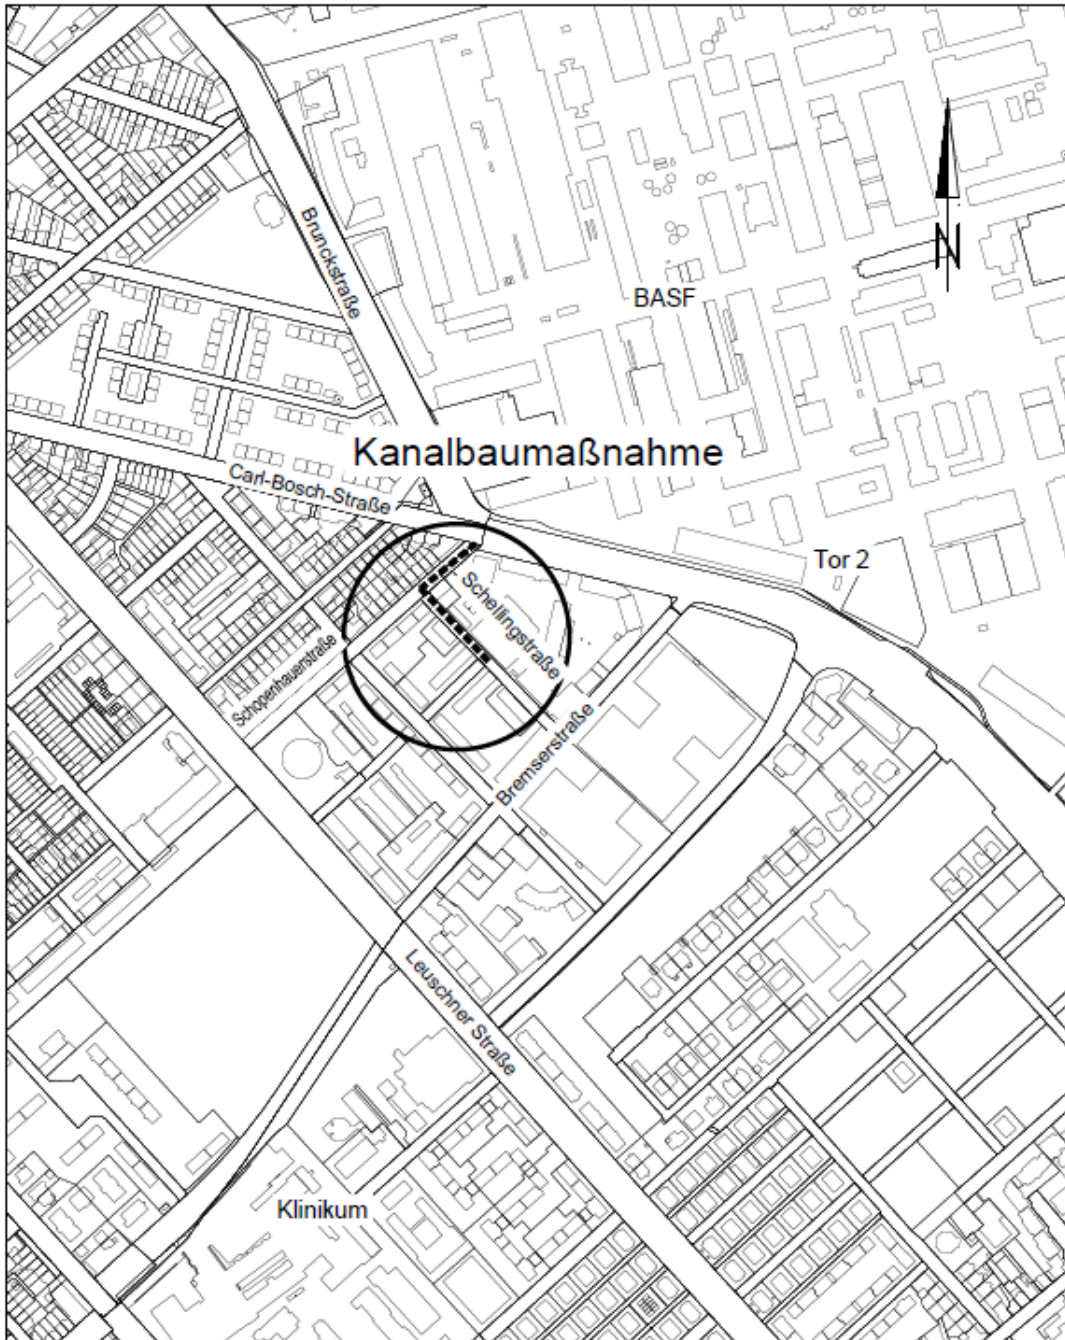 Brunckstraße
BASF
N
Kanalbaumaßnahme
Carl-Bosch-Straße
Tor 2
Schellingstraße
Schopenhauerstraße
Bremserstraße
Leuschner Straße
Klinikum